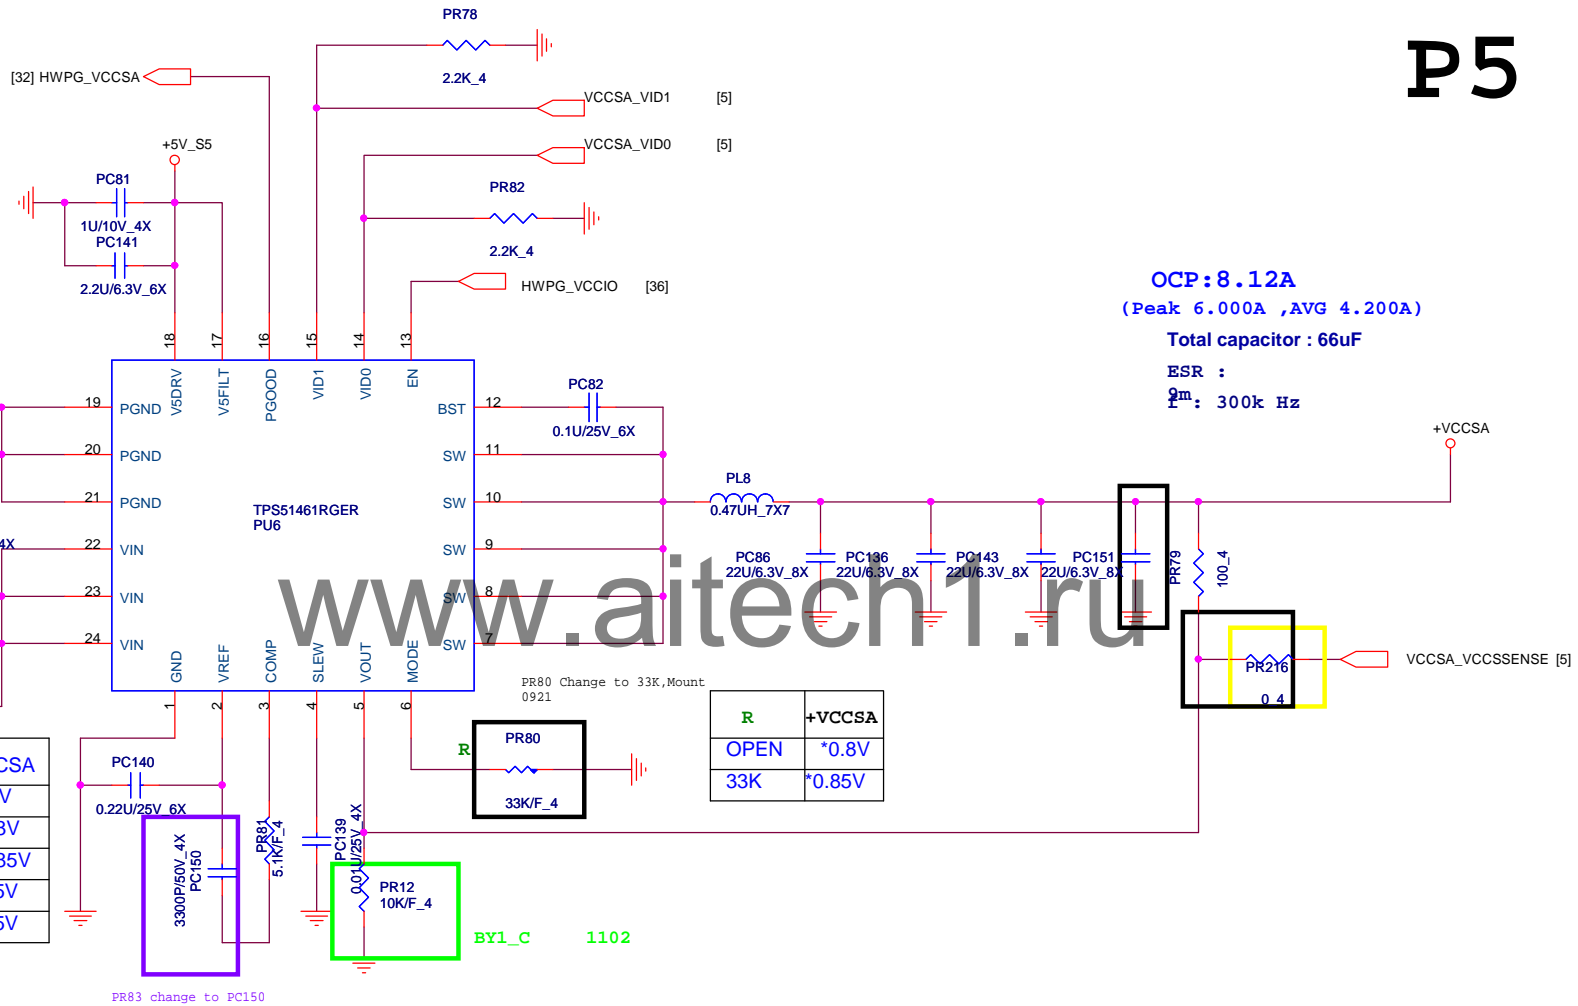 P5
PR78
2.2K_4
[32] HWPG_VCCSA
VCCSA_VID1 [5]
VCCSA_VID0 [5]
+5V_S5
PC81
1U/10V_4X
PC141
2.2U/6.3V_6X
PR82
2.2K_4
HWPG_VCCIO [36]
OCP:8.12A
(Peak 6.000A ,AVG 4.200A)
Total capacitor : 66uF
ESR :
9m
f : 300k Hz
18 17 16 15 14 13
V5DRV V5FILT PGOOD VID1 VID0 EN
19 PGND
20 PGND
21 PGND
22 VIN
23 VIN
24 VIN
4X
TPS51461RGER
PU6
BST 12
SW 11
SW 10
SW 9
SW 8
SW 7
GND VREF COMP SLEW VOUT MODE
1 2 3 4 5 6
PC82
0.1U/25V_6X
PL8
0.47UH_7X7
+VCCSA
PC86
22U/6.3V_8X
PC136
22U/6.3V_8X
PC143
22U/6.3V_8X
PC151
22U/6.3V_8X
PR79
100_4
PR216
0_4
VCCSA_VCCSSENSE [5]
www.aitech1.ru
PR80 Change to 33K,Mount
0921
R +VCCSA
OPEN *0.8V
33K *0.85V
R
PR80
33K/F_4
CSA
V
3V
35V
5V
5V
PC140
0.22U/25V_6X
3300P/50V_4X
PC150
PR81
5.1K/F_4
PC139
0.01U/25V_4X
PR12
10K/F_4
BY1_C 1102
PR83 change to PC150